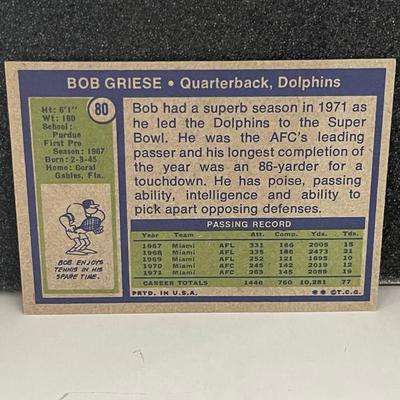 BOB GRIESE • Quarterback, Dolphins
80
Ht: 6'1"
Wt: 190
School:
Purdue
First Pro
Season: 1967
Born: 2-3-45
Home: Coral
Gables, Fla.
BOB ENJOYS
TENNIS IN HIS
SPARE TIME.
Bob had a superb season in 1971 as
he led the Dolphins to the Super
Bowl. He was the AFC's leading
passer and his longest completion of
the year was an 86-yarder for a
touchdown. He has poise, passing
ability, intelligence and ability to
pick apart opposing defenses.
PASSING RECORD
Year Team Att. Comp. Yds. TDs
1967 Miami AFL 331 166 2005 15
1968 Miami AFL 355 186 2473 21
1969 Miami AFL 252 121 1695 10
1970 Miami AFC 245 142 2019 12
1971 Miami AFC 263 145 2089 19
CAREER TOTALS 1446 760 10,281 77
PRTD. IN U.S.A.
** ©T.C.G.